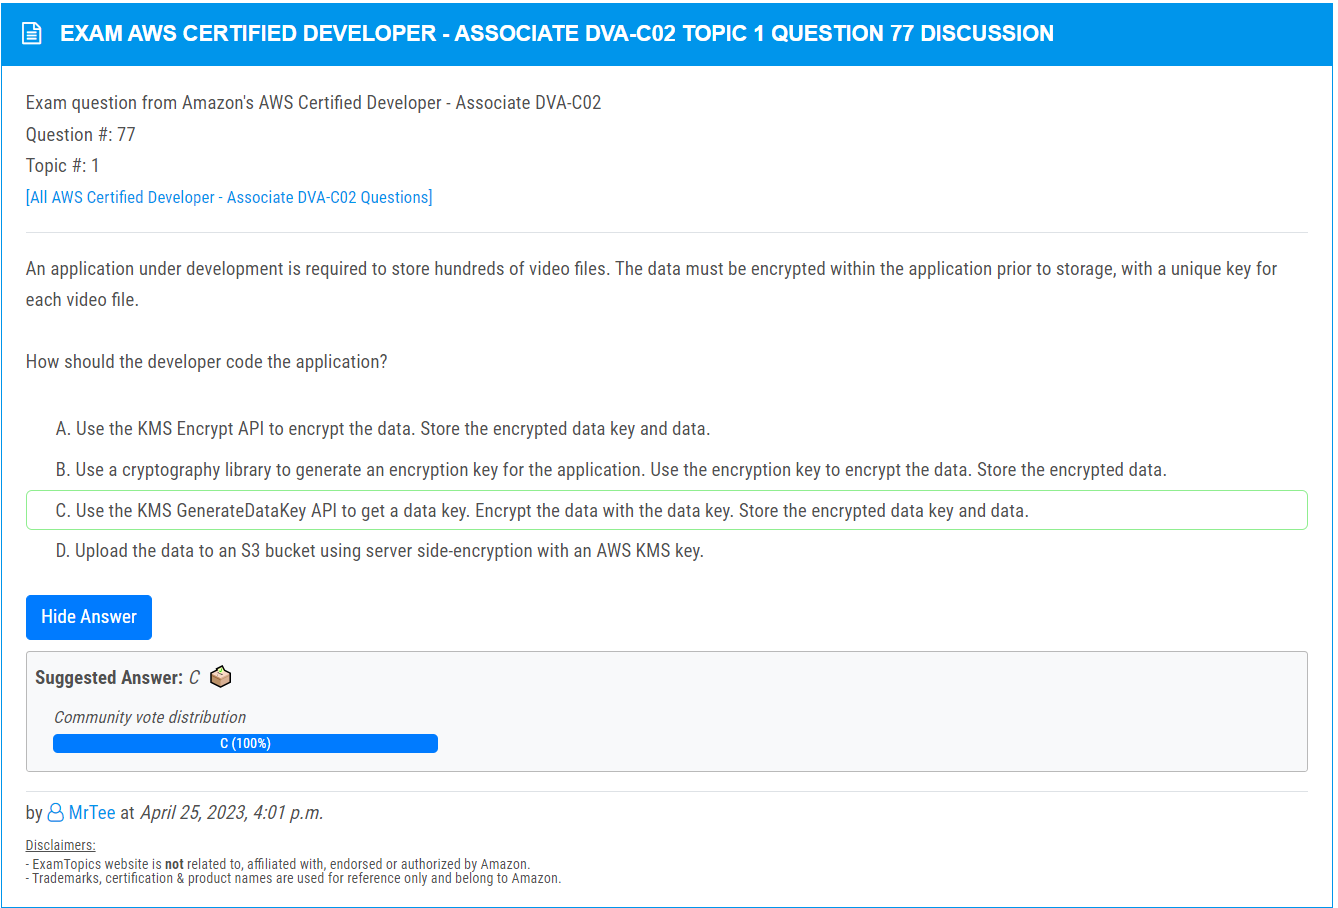 EXAM AWS CERTIFIED DEVELOPER - ASSOCIATE DVA-C02 TOPIC 1 QUESTION 77 DISCUSSION
Exam question from Amazon's AWS Certified Developer - Associate DVA-C02
Question #: 77
Topic #: 1
[All AWS Certified Developer - Associate DVA-C02 Questions]
An application under development is required to store hundreds of video files. The data must be encrypted within the application prior to storage, with a unique key for
each video file.
How should the developer code the application?
A. Use the KMS Encrypt API to encrypt the data. Store the encrypted data key and data.
B. Use a cryptography library to generate an encryption key for the application. Use the encryption key to encrypt the data. Store the encrypted data.
C. Use the KMS GenerateDataKey API to get a data key. Encrypt the data with the data key. Store the encrypted data key and data.
D. Upload the data to an S3 bucket using server side-encryption with an AWS KMS key.
Hide Answer
Suggested Answer: C
Community vote distribution
C (100%)
by MrTee at April 25, 2023, 4:01 p.m.
Disclaimers:
- ExamTopics website is not related to, affiliated with, endorsed or authorized by Amazon.
- Trademarks, certification & product names are used for reference only and belong to Amazon.